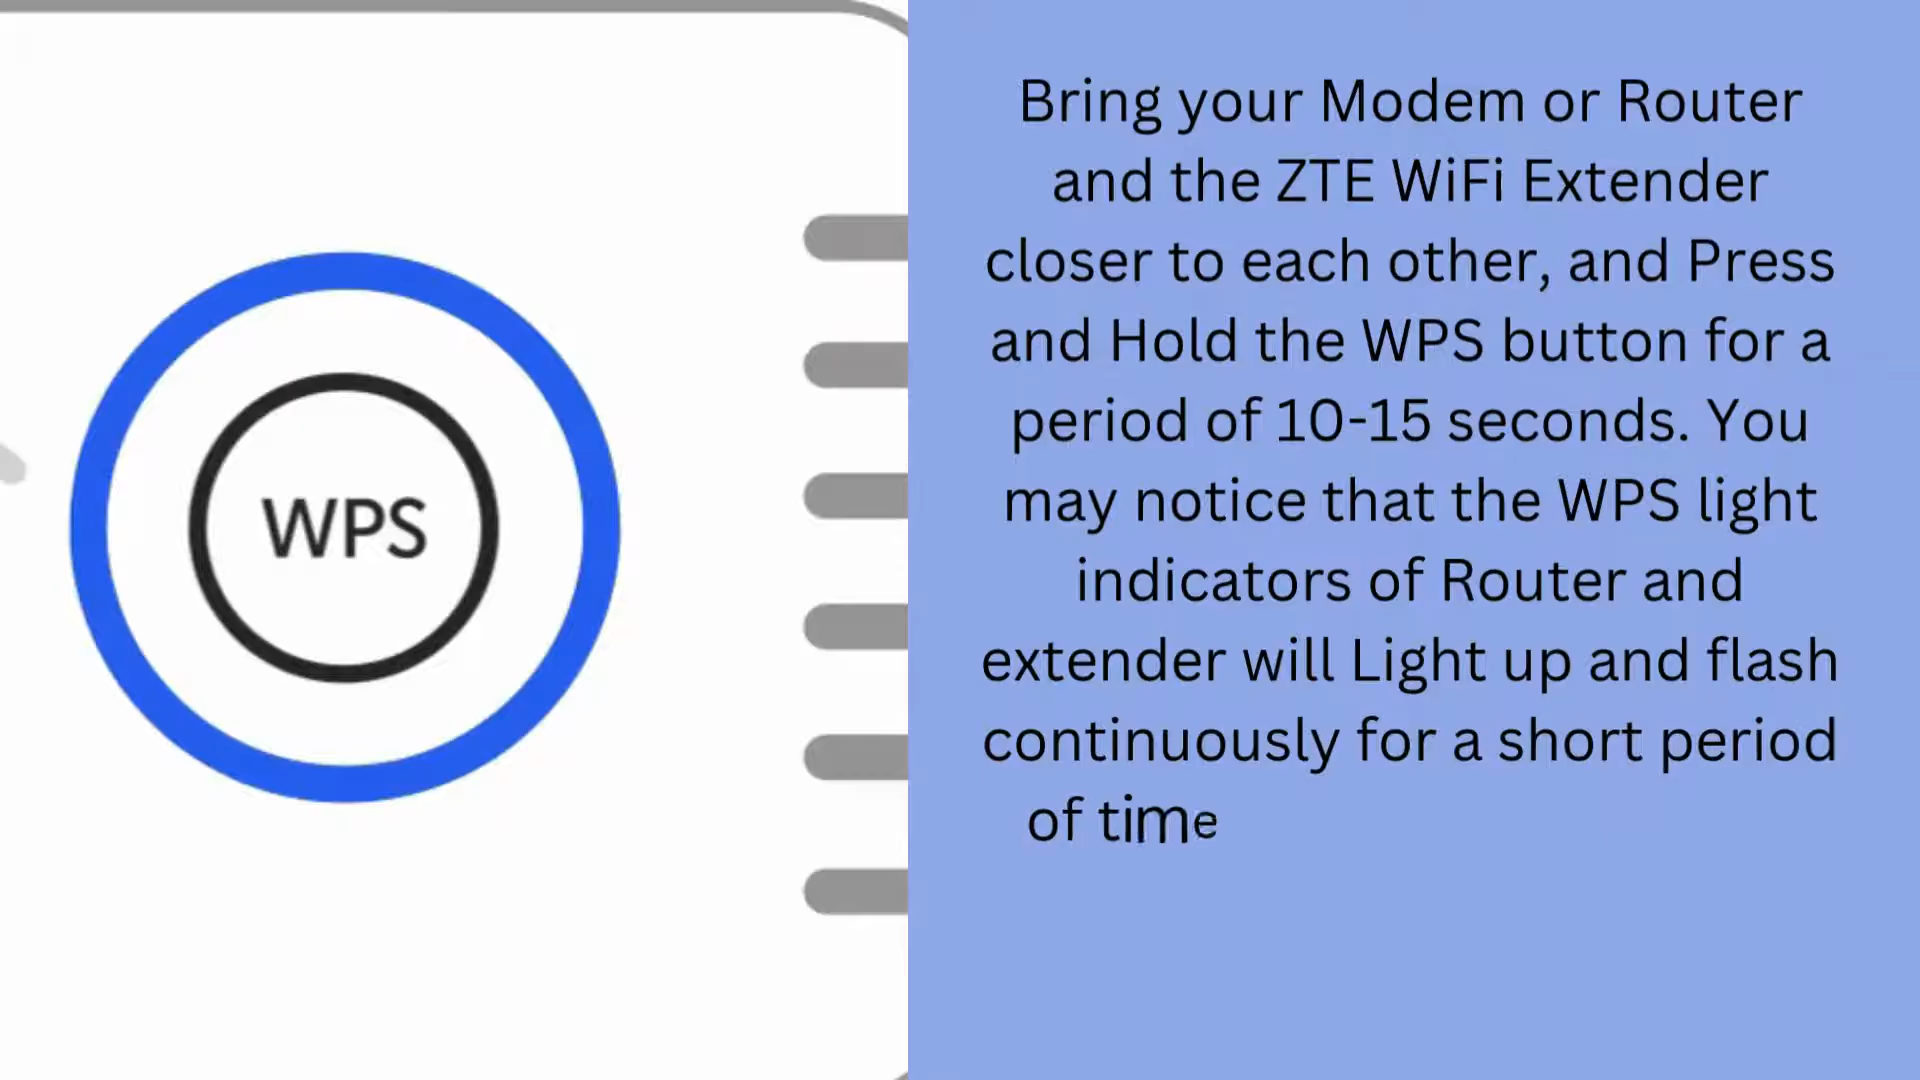 WPS
Bring your Modem or Router
and the ZTE WiFi Extender
closer to each other, and Press
and Hold the WPS button for a
period of 10-15 seconds. You
may notice that the WPS light
indicators of Router and
extender will Light up and flash
continuously for a short period
of time